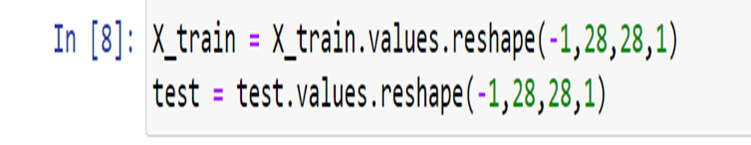 In [8]: X_train = X_train.values.reshape(-1,28,28,1)
test = test.values.reshape(-1,28,28,1)